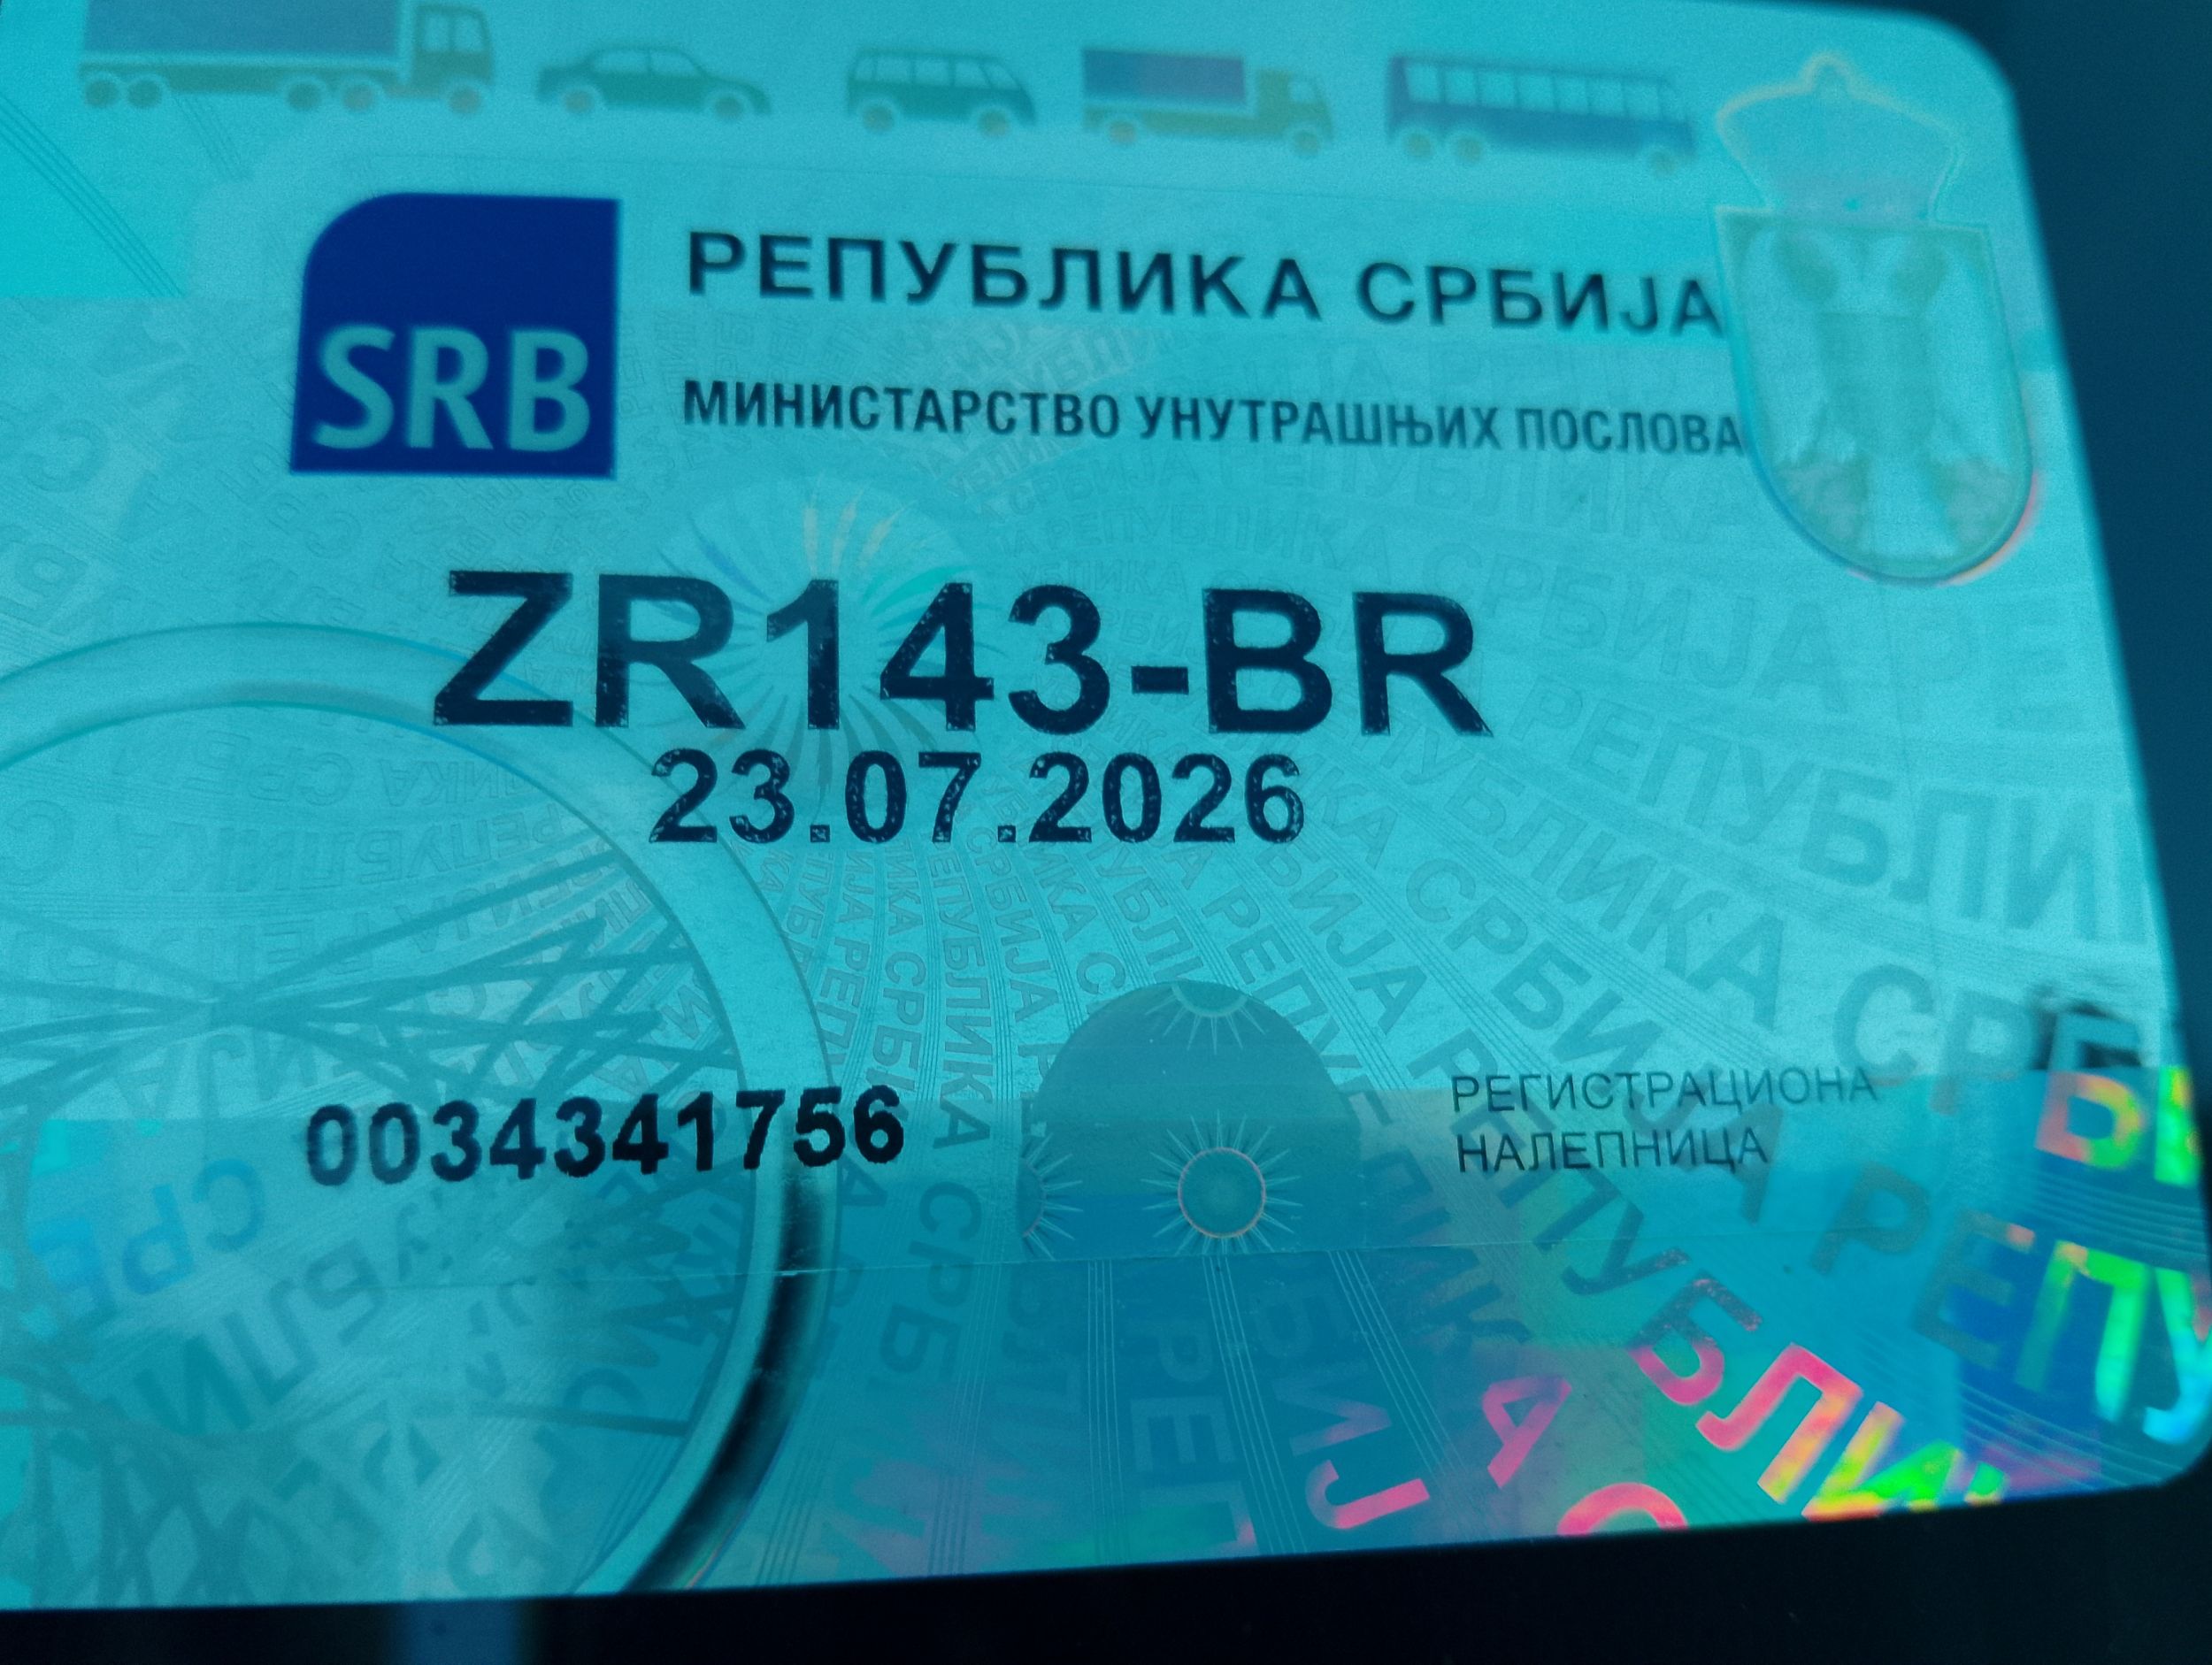 SRB
РЕПУБЛИКА СРБИЈА
МИНИСТАРСТВО УНУТРАШЊИХ ПОСЛОВА
ZR143-BR
23.07.2026
0034341756
РЕГИСТРАЦИОНА
НАЛЕПНИЦА